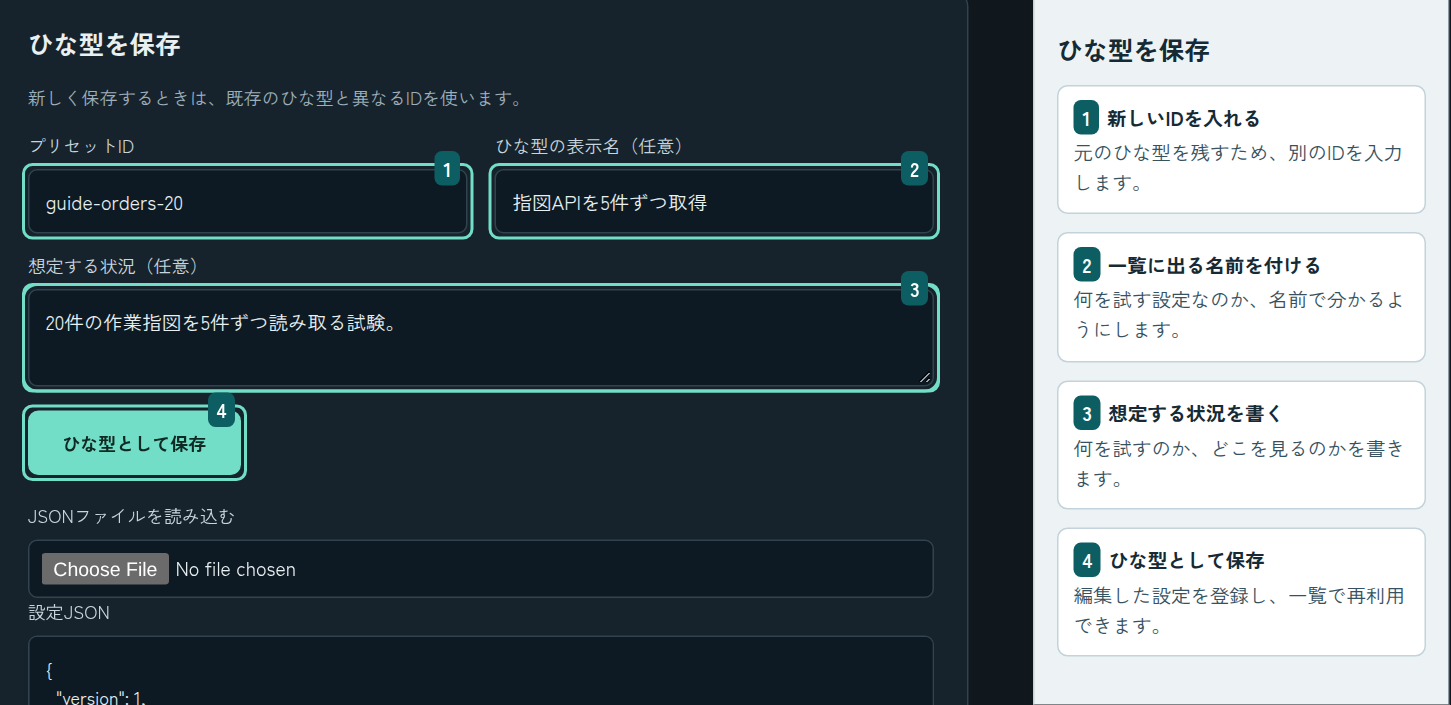 ひな型を保存
新しく保存するときは、既存のひな型と異なるIDを使います。
プリセットID
1
guide-orders-20
ひな型の表示名（任意）
2
指図APIを5件ずつ取得
想定する状況（任意）
3
20件の作業指図を5件ずつ読み取る試験。
4
ひな型として保存
JSONファイルを読み込む
Choose File No file chosen
設定JSON
{
"version": 1,
ひな型を保存
1 新しいIDを入れる
元のひな型を残すため、別のIDを入力
します。
2 一覧に出る名前を付ける
何を試す設定なのか、名前で分かるよ
うにします。
3 想定する状況を書く
何を試すのか、どこを見るのかを書き
ます。
4 ひな型として保存
編集した設定を登録し、一覧で再利用
できます。